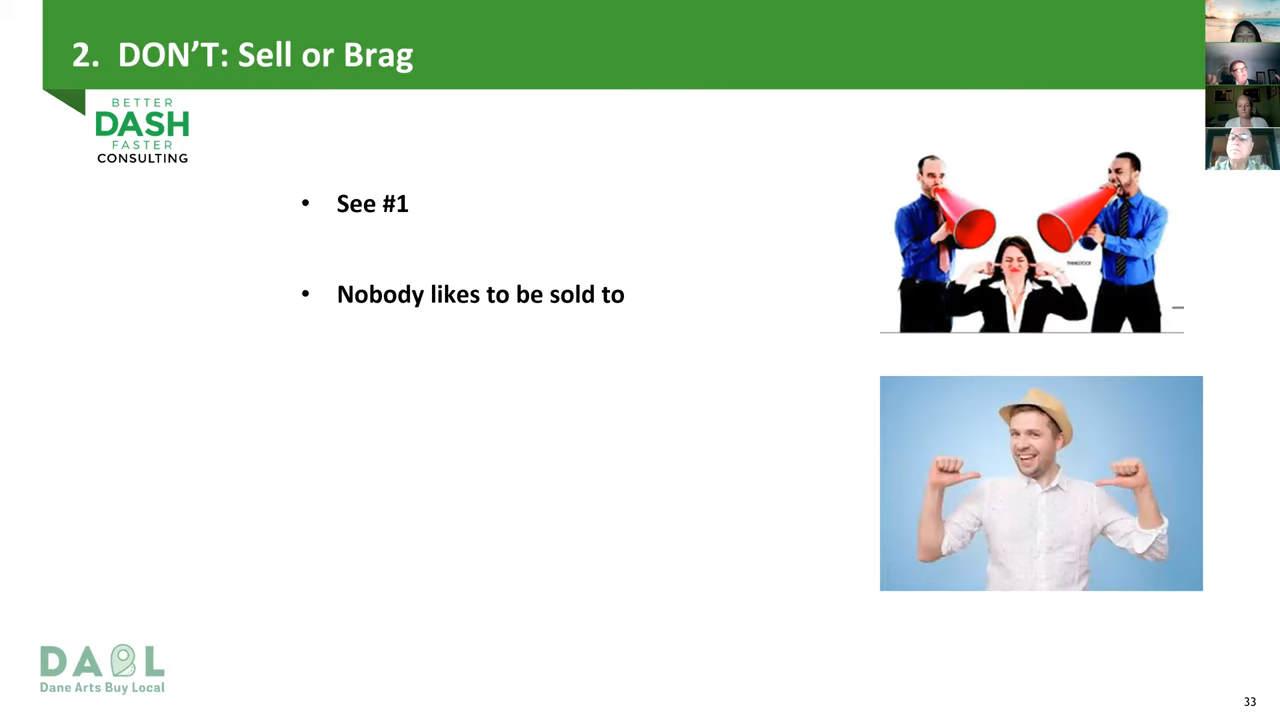 2. DON'T: Sell or Brag
BETTER
DASH
FASTER
CONSULTING
• See #1
• Nobody likes to be sold to
DABL
Dane Arts Buy Local
33